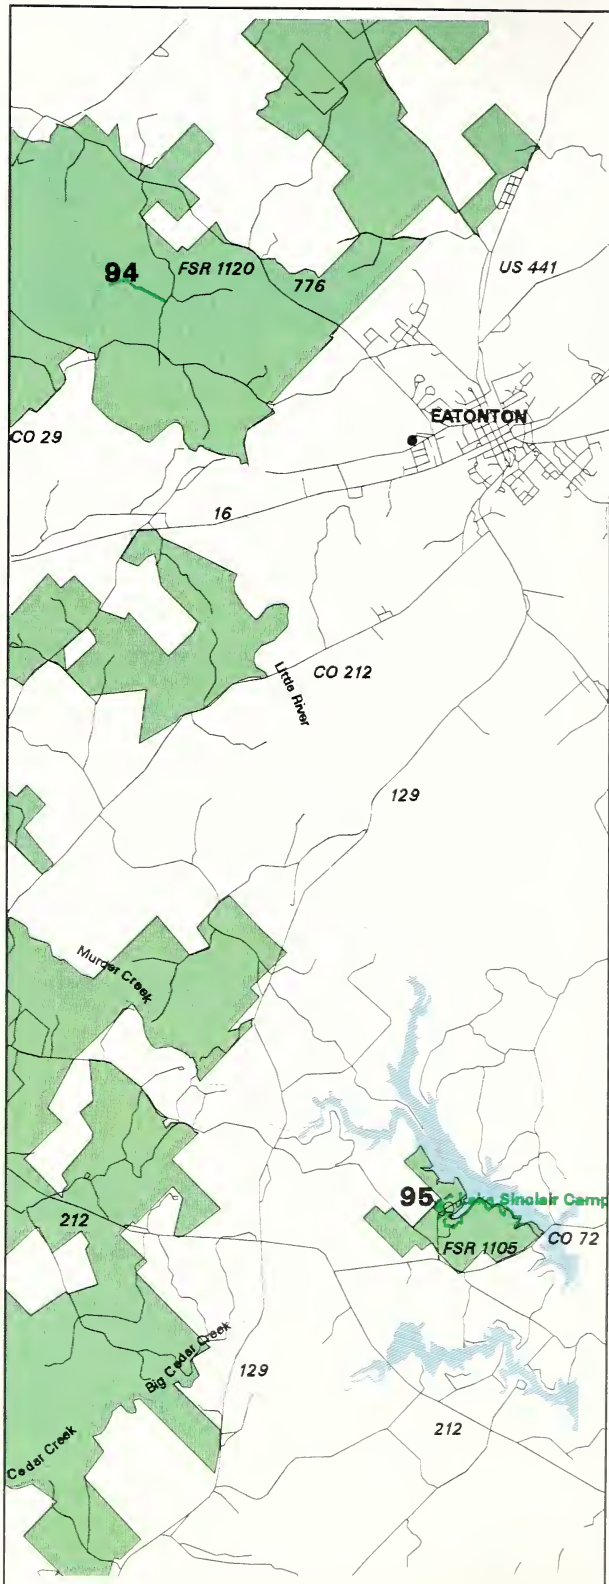 94
FSR 1120
776
US 441
EATONTON
CO 29
16
CO 212
Little River
129
Murder Creek
95
Lake Sinclair Camp
FSR 1105
CO 72
212
Big Cedar Creek
129
212
Cedar Creek